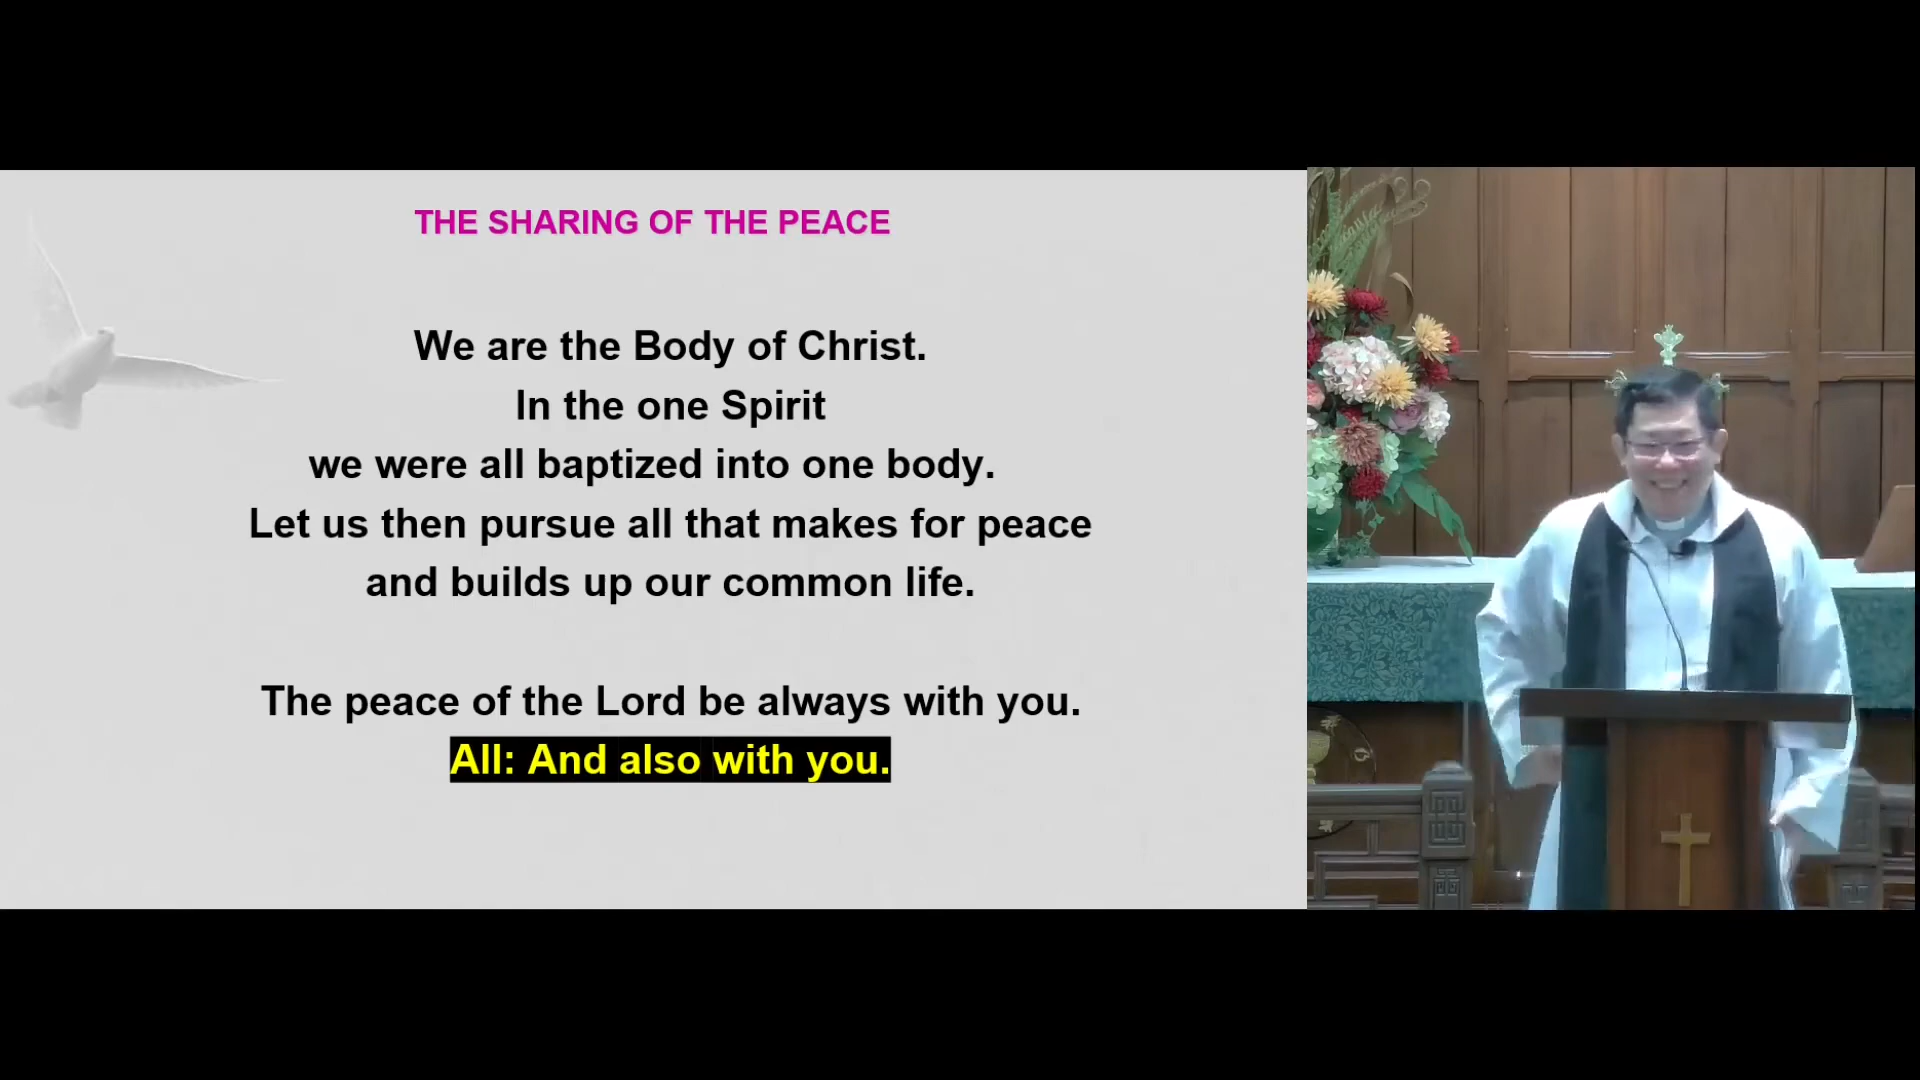 THE SHARING OF THE PEACE
We are the Body of Christ.
In the one Spirit
we were all baptized into one body.
Let us then pursue all that makes for peace
and builds up our common life.
The peace of the Lord be always with you.
All: And also with you.